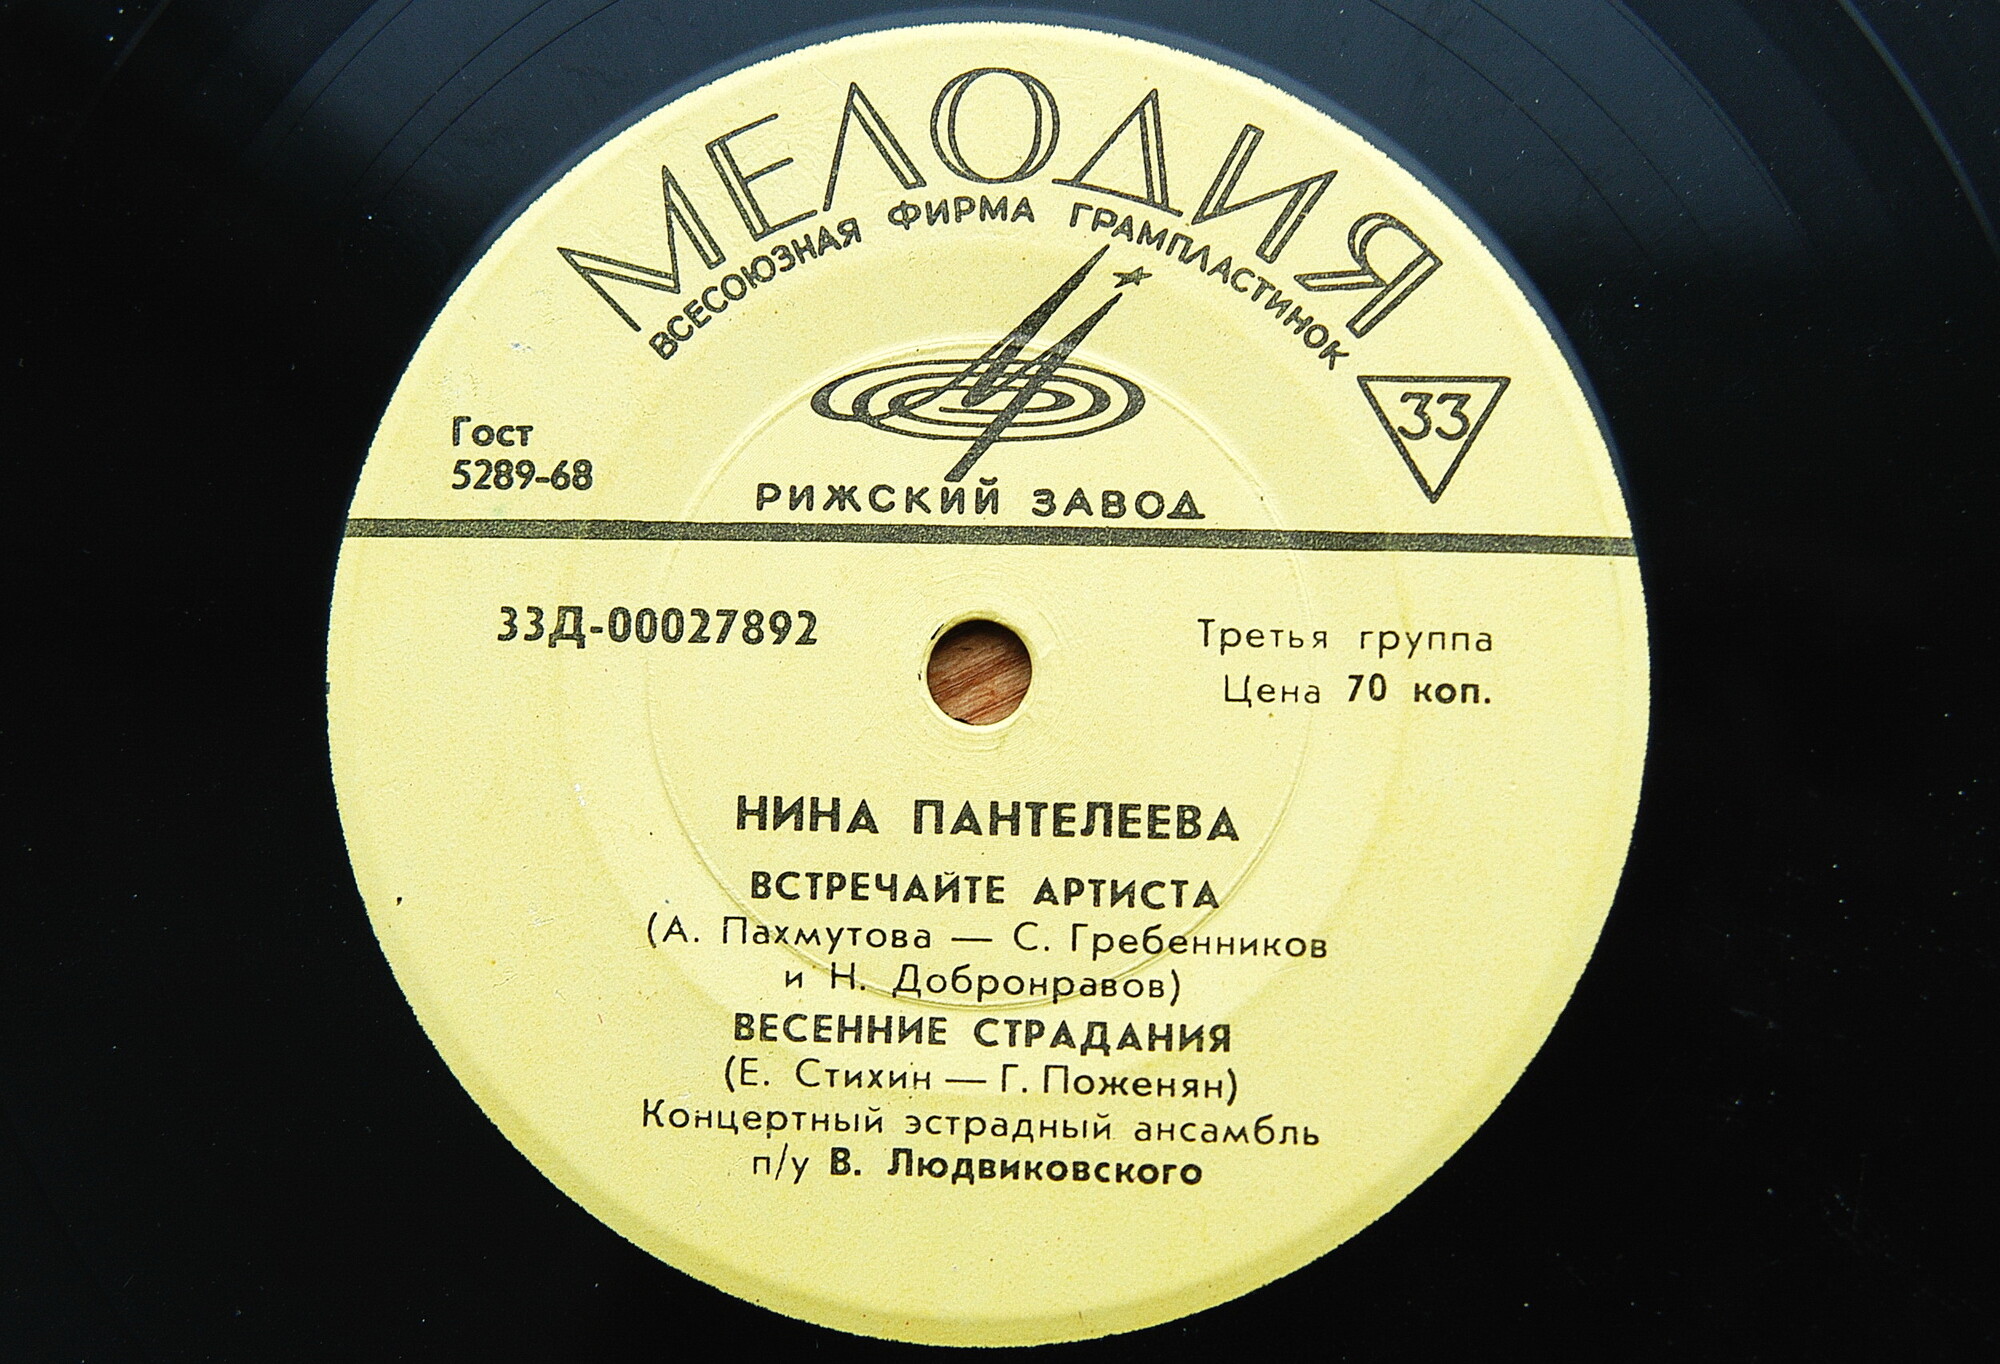 МЕЛОДИЯ
ВСЕСОЮЗНАЯ ФИРМА ГРАМПЛАСТИНОК
33
Гост
5289-68
РИЖСКИЙ ЗАВОД
33Д-00027892
Третья группа
Цена 70 коп.
НИНА ПАНТЕЛЕЕВА
ВСТРЕЧАЙТЕ АРТИСТА
(А. Пахмутова — С. Гребенников
и Н. Добронравов)
ВЕСЕННИЕ СТРАДАНИЯ
(Е. Стихин — Г. Поженян)
Концертный эстрадный ансамбль
п/у В. Людвиковского